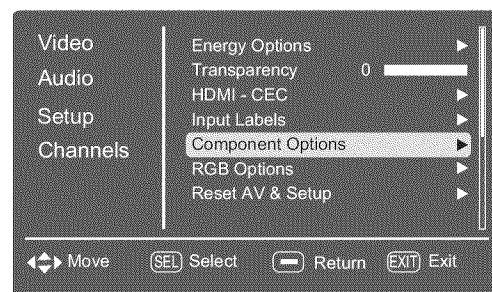 Video
Audio
Setup
Channels
Energy Options
Transparency 0
HDMI - CEC
Input Labels
Component Options
RGB Options
Reset AV & Setup
Move SEL Select Return EXIT Exit